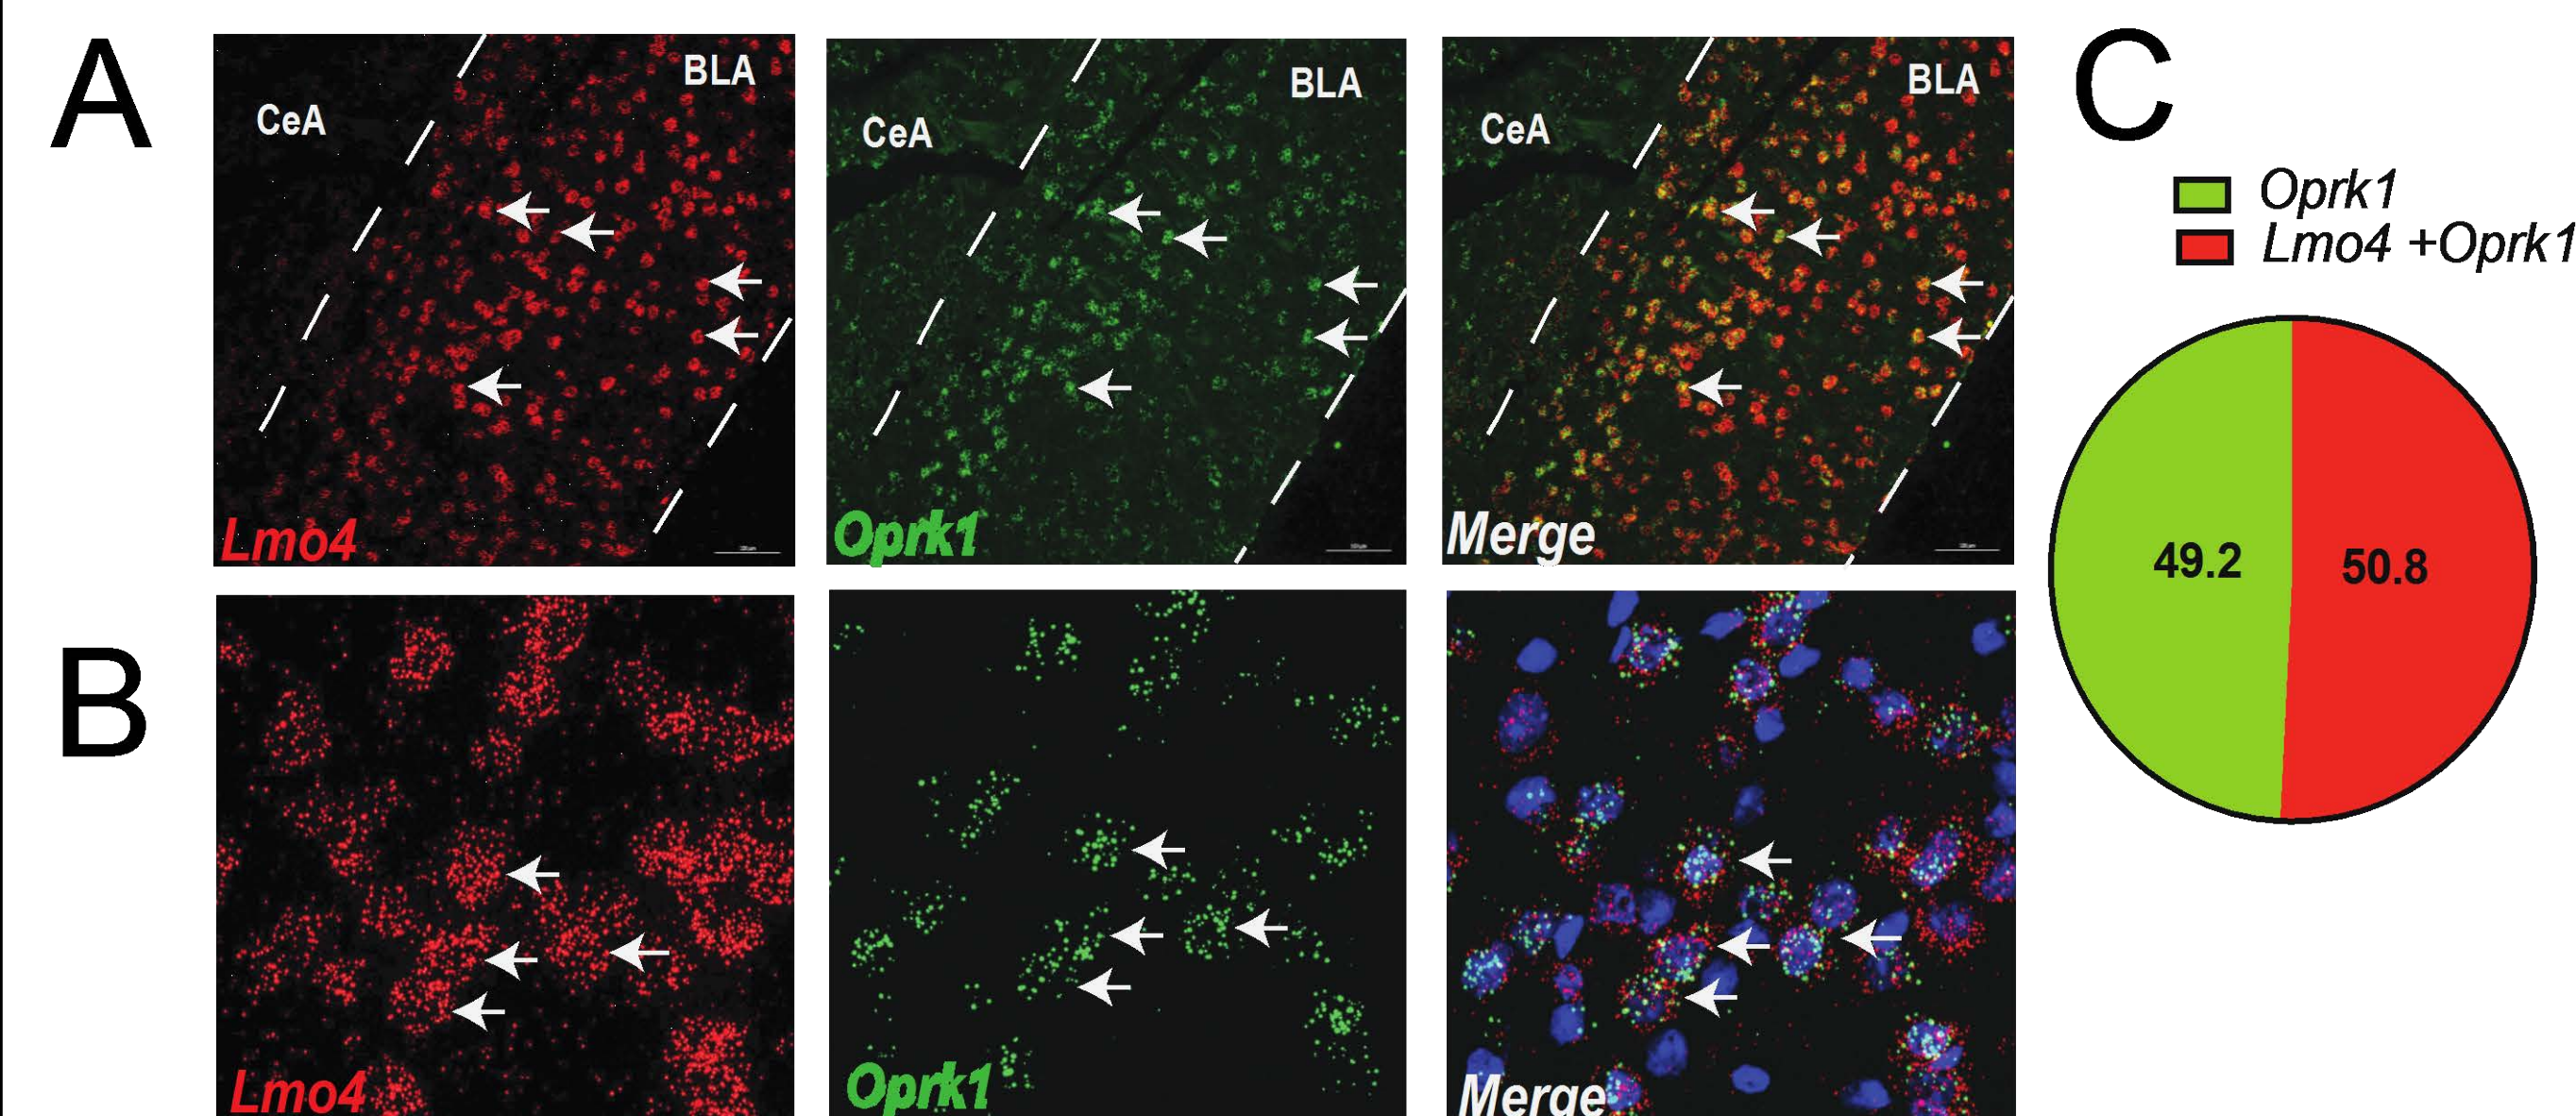 A
CeA
BLA
Lmo4
CeA
BLA
Oprk1
CeA
BLA
Merge
B
Lmo4
Oprk1
Merge
C
Oprk1
Lmo4 +Oprk1
49.2
50.8